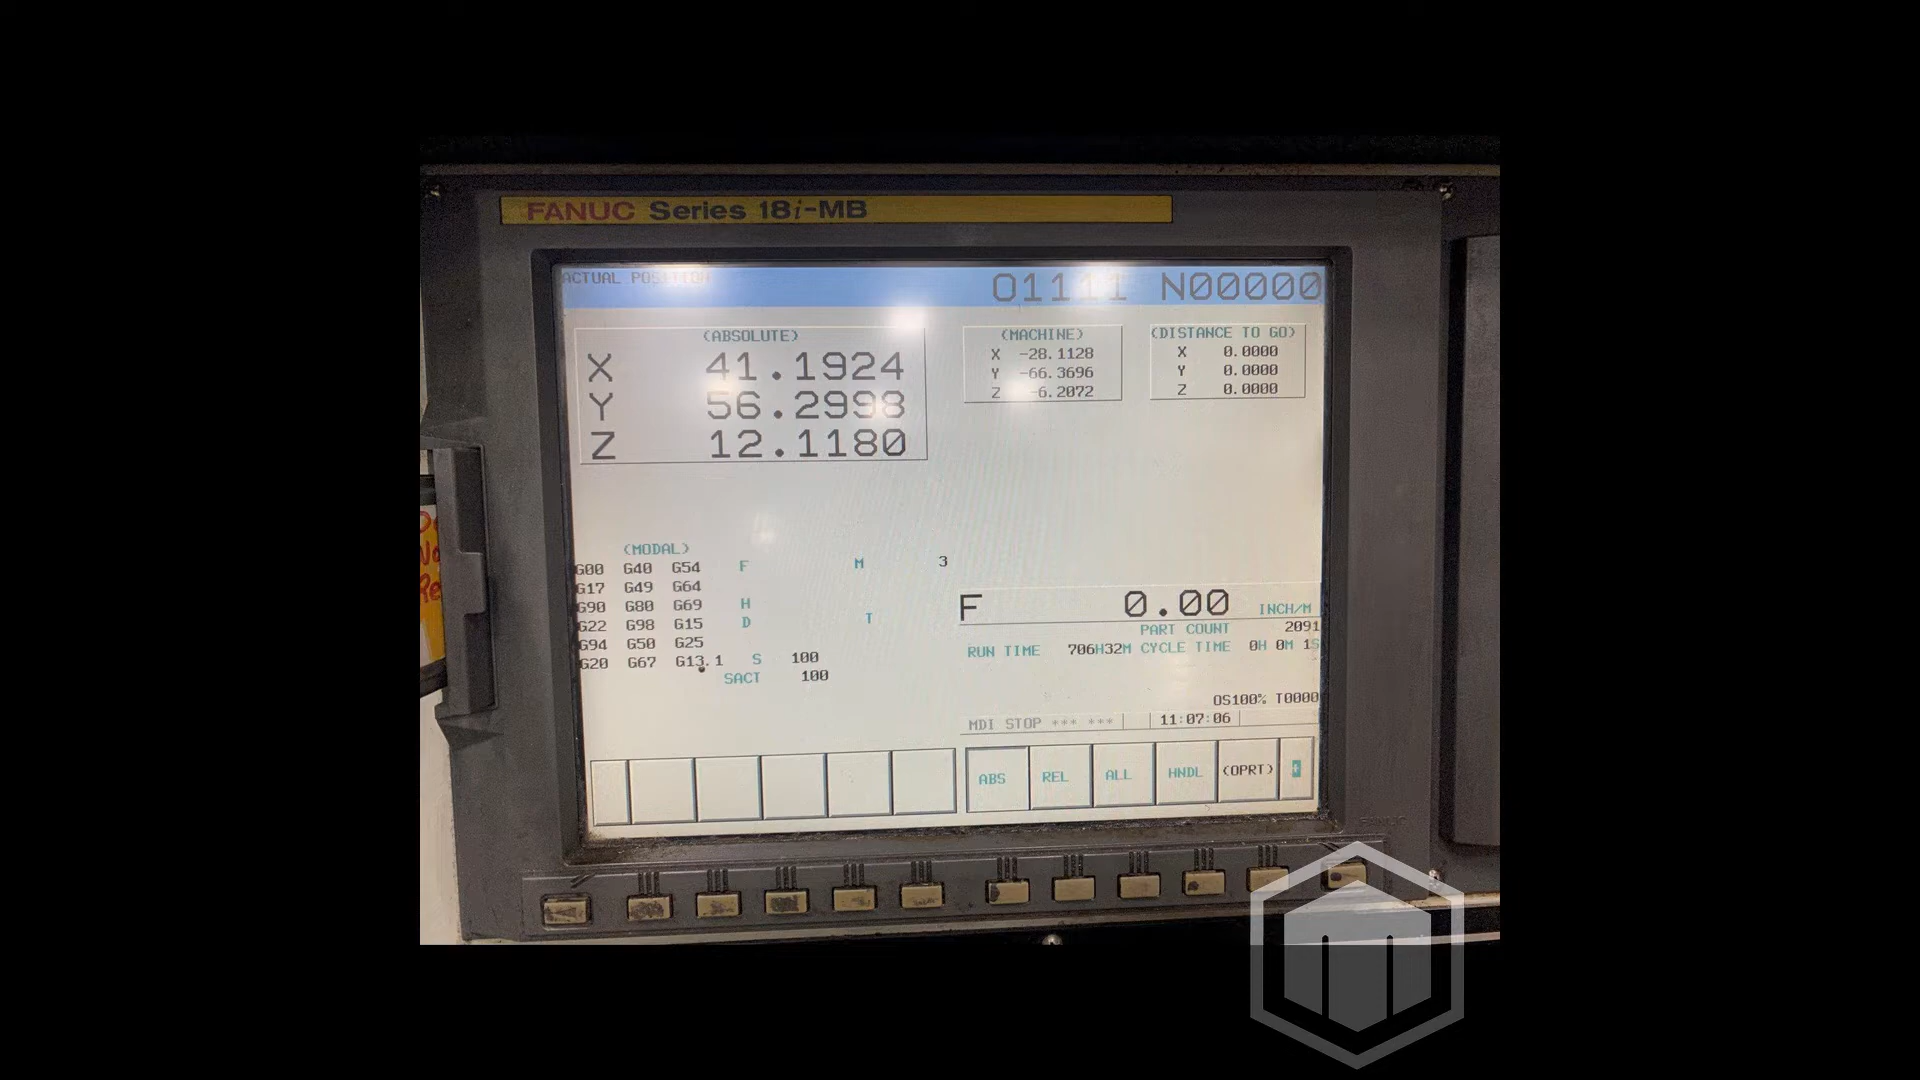 FANUC Series 18i-MB
ACTUAL POSITION
O1111 N00000
(ABSOLUTE)
X 41.1924
Y 56.2998
Z 12.1180
(MACHINE)
X -28.1128
Y -66.3696
Z -6.2072
(DISTANCE TO GO)
X 0.0000
Y 0.0000
Z 0.0000
(MODAL)
G00 G40 G54 F M 3
G17 G49 G64
G90 G80 G69 H
G22 G98 G15 D T
G94 G50 G25
G20 G67 G13.1 S 100
SACT 100
F 0.00 INCH/M
PART COUNT 2091
RUN TIME 706H32M CYCLE TIME 0H 0M 1S
OS100% T0000
MDI STOP *** *** 11:07:06
ABS REL ALL HNDL (OPRT) +
FANUC